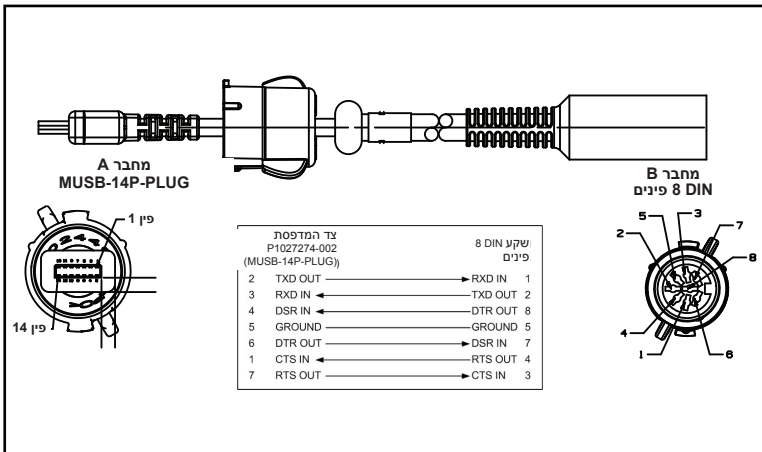 מחבר A
MUSB-14P-PLUG
מחבר B
8 DIN פינים
פין 1
פין 14
צד המדפסת
P1027274-002
(MUSB-14P-PLUG))
שקע 8 DIN
פינים
2 TXD OUT RXD IN 1
3 RXD IN TXD OUT 2
4 DSR IN DTR OUT 8
5 GROUND GROUND 5
6 DTR OUT DSR IN 7
1 CTS IN RTS OUT 4
7 RTS OUT CTS IN 3
3
5
7
2
8
4
1
6